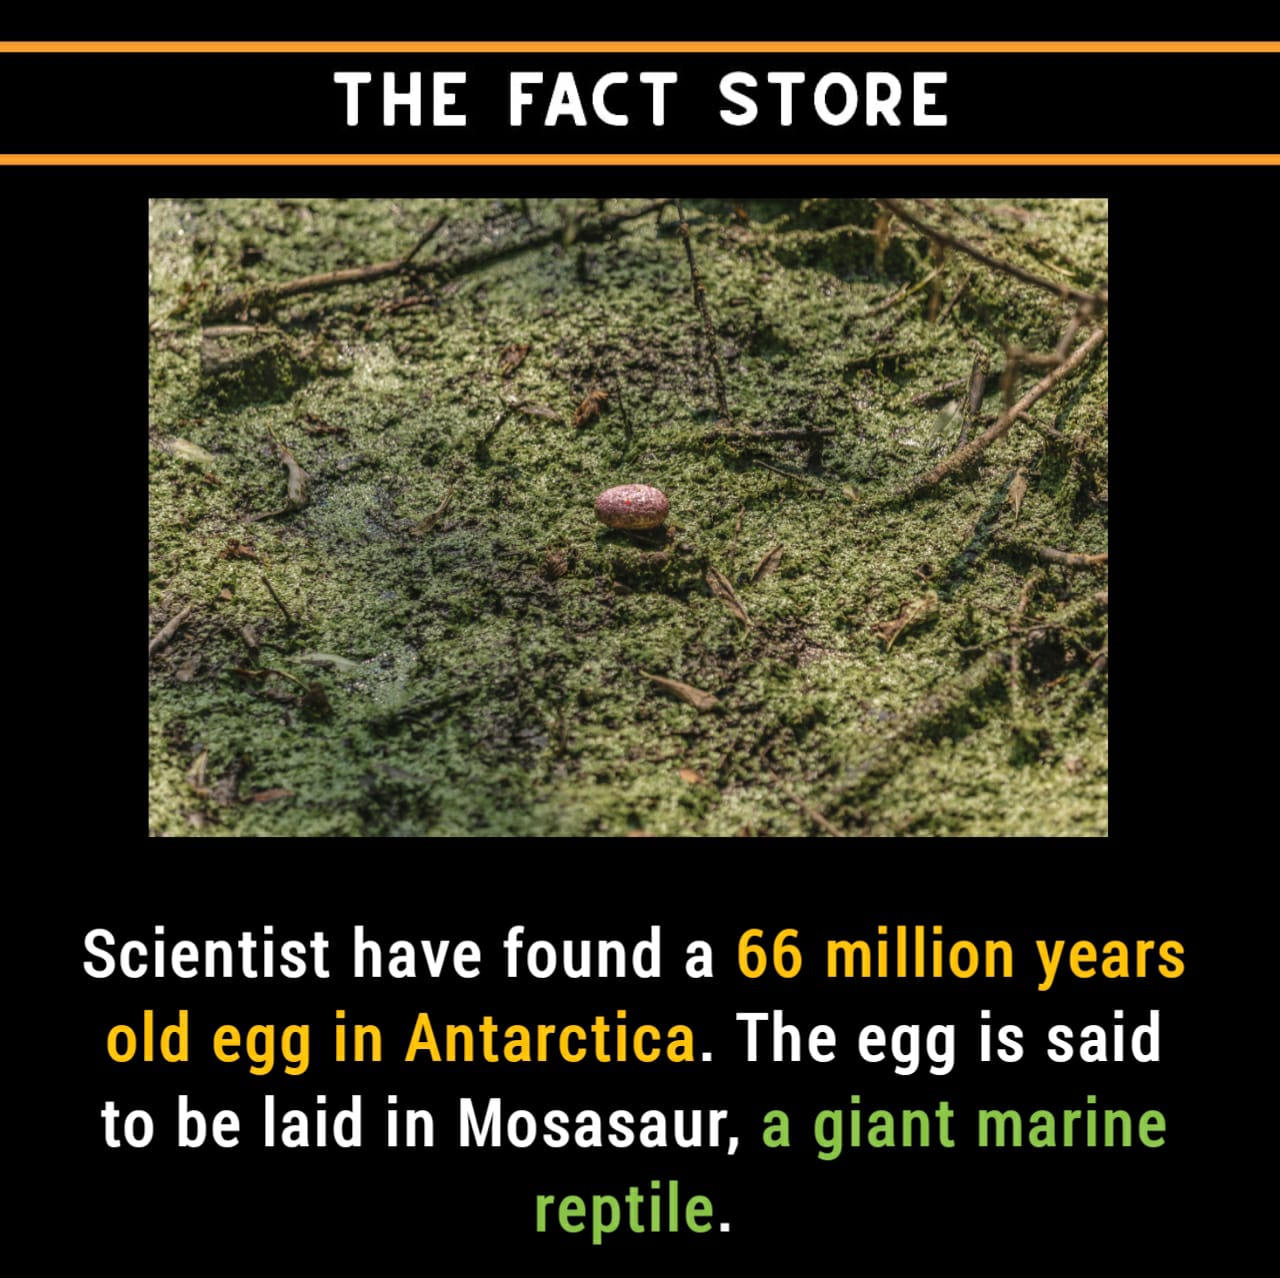 THE FACT STORE
Scientist have found a 66 million years
old egg in Antarctica. The egg is said
to be laid in Mosasaur, a giant marine
reptile.